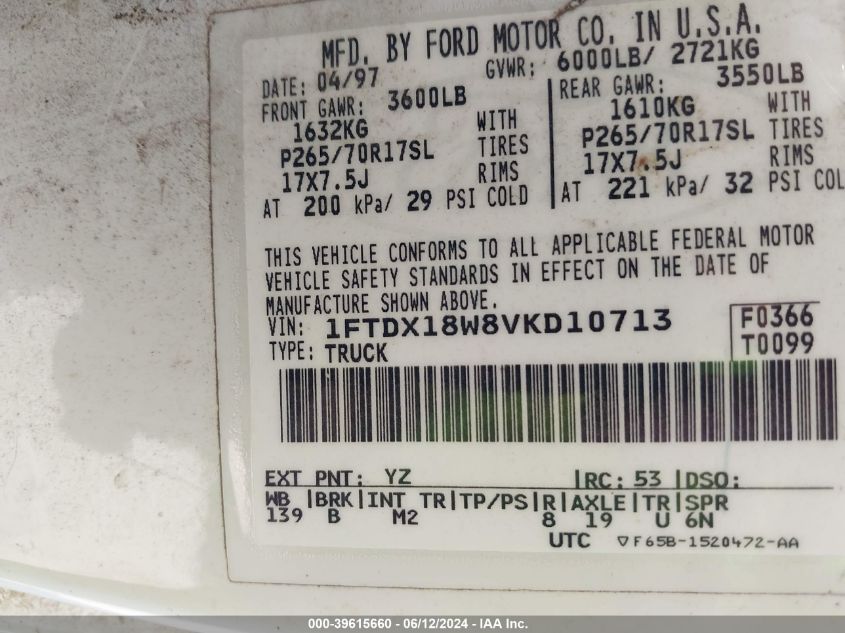 MFD. BY FORD MOTOR CO. IN U.S.A.
DATE: 04/97 GVWR: 6000LB/ 2721KG
FRONT GAWR: 3600LB REAR GAWR: 3550LB
1632KG WITH 1610KG WITH
P265/70R17SL TIRES P265/70R17SL TIRES
17X7.5J RIMS 17X7.5J RIMS
AT 200 kPa/ 29 PSI COLD AT 221 kPa/ 32 PSI COL
THIS VEHICLE CONFORMS TO ALL APPLICABLE FEDERAL MOTOR
VEHICLE SAFETY STANDARDS IN EFFECT ON THE DATE OF
MANUFACTURE SHOWN ABOVE.
VIN: 1FTDX18W8VKD10713 F0366
TYPE: TRUCK T0099
EXT PNT: YZ RC: 53 DSO:
WB BRK INT TR TP/PS R AXLE TR SPR
139 B M2 8 19 U 6N
UTC ▽F65B-1520472-AA
000-39615660 - 06/12/2024 - IAA Inc.